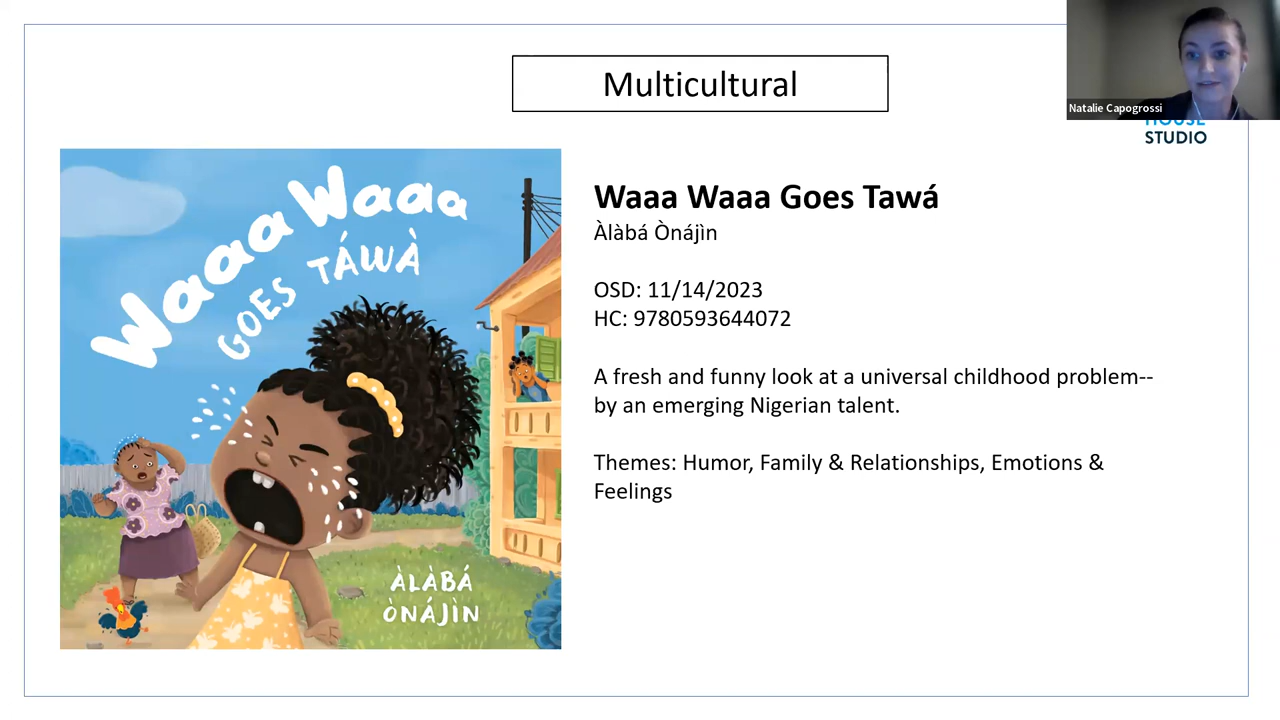 Multicultural
Natalie Capogrossi
HOUSE
STUDIO
Waaa Waaa
GOES TÁWÀ
ÀLÀBÁ
ÒNÁJÌN
Waaa Waaa Goes Tawá
Àlàbá Ònájìn
OSD: 11/14/2023
HC: 9780593644072
A fresh and funny look at a universal childhood problem--
by an emerging Nigerian talent.
Themes: Humor, Family & Relationships, Emotions &
Feelings